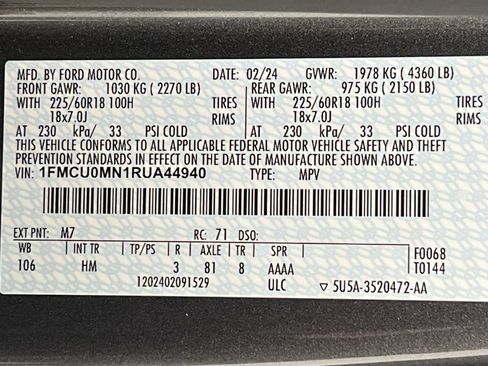 MFD. BY FORD MOTOR CO. DATE: 02/24 GVWR: 1978 KG ( 4360 LB)
FRONT GAWR: 1030 KG ( 2270 LB) REAR GAWR: 975 KG ( 2150 LB)
WITH 225/60R18 100H TIRES WITH 225/60R18 100H TIRES
18x7.0J RIMS 18x7.0J RIMS
AT 230 kPa/ 33 PSI COLD AT 230 kPa/ 33 PSI COLD
THIS VEHICLE CONFORMS TO ALL APPLICABLE FEDERAL MOTOR VEHICLE SAFETY AND THEFT
PREVENTION STANDARDS IN EFFECT ON THE DATE OF MANUFACTURE SHOWN ABOVE.
VIN: 1FMCU0MN1RUA44940 TYPE: MPV
EXT PNT: M7 RC: 71 DSO:
WB INT TR TP/PS R AXLE TR SPR F0068
106 HM 3 81 8 AAAA T0144
1202402091529 ULC ▽ 5U5A-3520472-AA